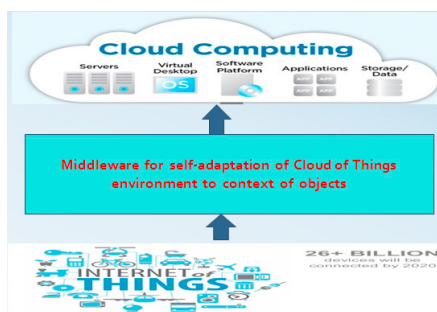 Cloud Computing
Servers
Virtual
Desktop
Software
Platform
Applications
Storage/
Data
OS
APP APP
APP APP
Middleware for self-adaptation of Cloud of Things
environment to context of objects
26+ BILLION
devices will be
connected by 2020
INTERNET of
THINGS